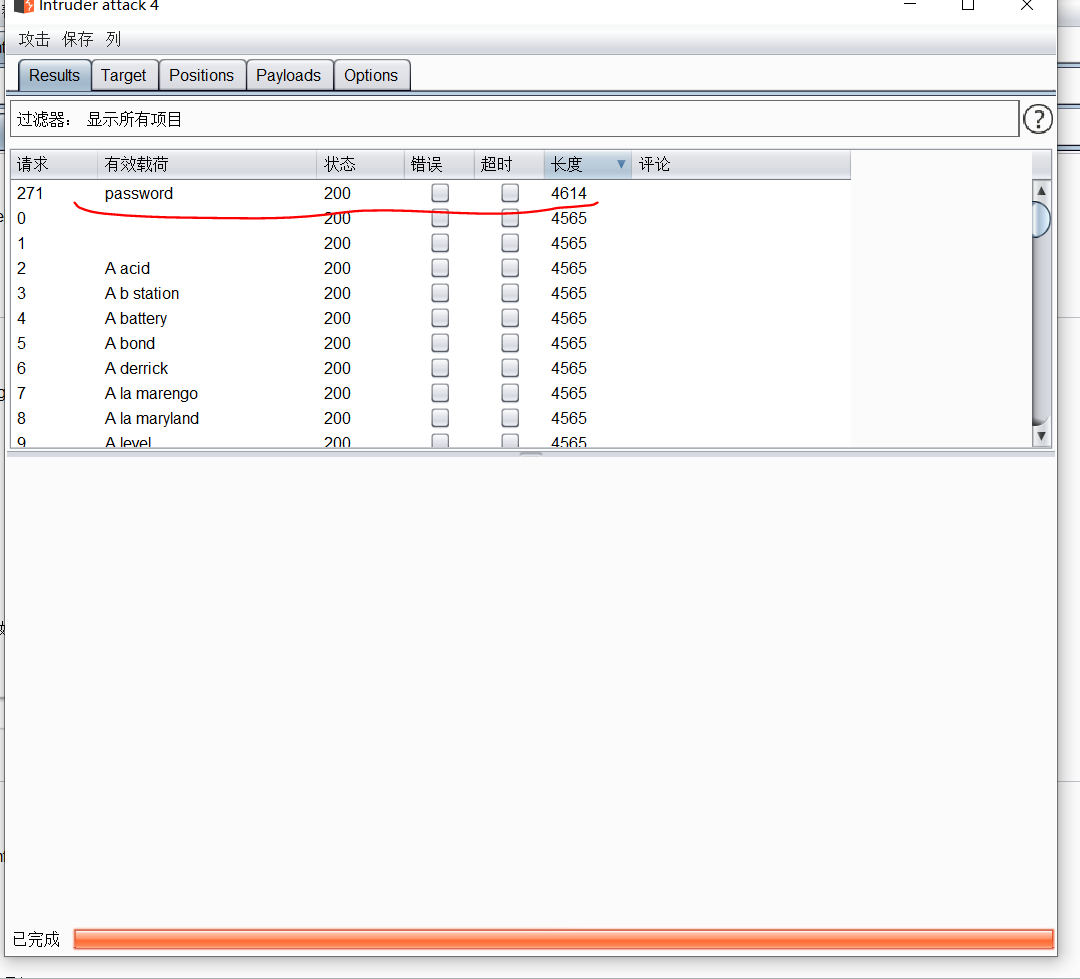 Intruder attack 4
攻击 保存 列
Results Target Positions Payloads Options
过滤器： 显示所有项目 ?
请求 有效载荷 状态 错误 超时 长度 评论
271 password 200 4614
0 200 4565
1 200 4565
2 A acid 200 4565
3 A b station 200 4565
4 A battery 200 4565
5 A bond 200 4565
6 A derrick 200 4565
7 A la marengo 200 4565
8 A la maryland 200 4565
9 A level 200 4565
已完成